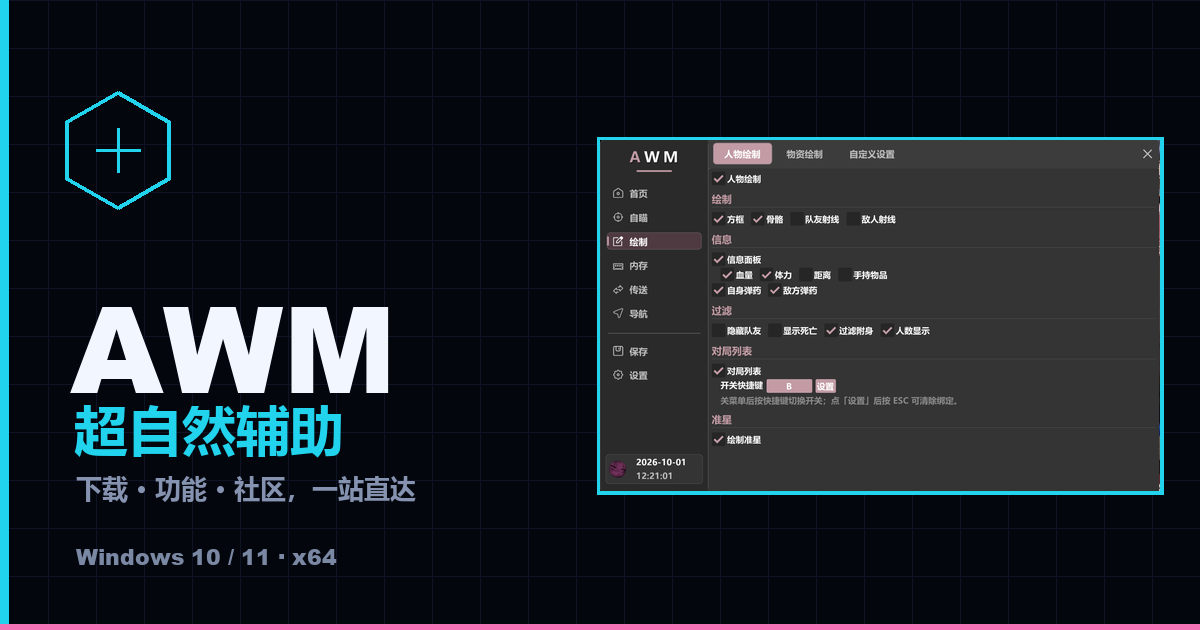 AWM
超自然辅助
下载・功能・社区，一站直达
Windows 10 / 11 · x64
AWM
首页
自瞄
绘制
内存
传送
导航
保存
设置
2026-10-01
12:21:01
人物绘制 物资绘制 自定义设置
人物绘制
绘制
方框 骨骼 队友射线 敌人射线
信息
信息面板
血量 体力 距离 手持物品
自身弹药 敌方弹药
过滤
隐藏队友 显示死亡 过滤附身 人数显示
对局列表
对局列表
开关快捷键 B 设置
关菜单后按快捷键切换开关；点「设置」后按 ESC 可清除绑定。
准星
绘制准星